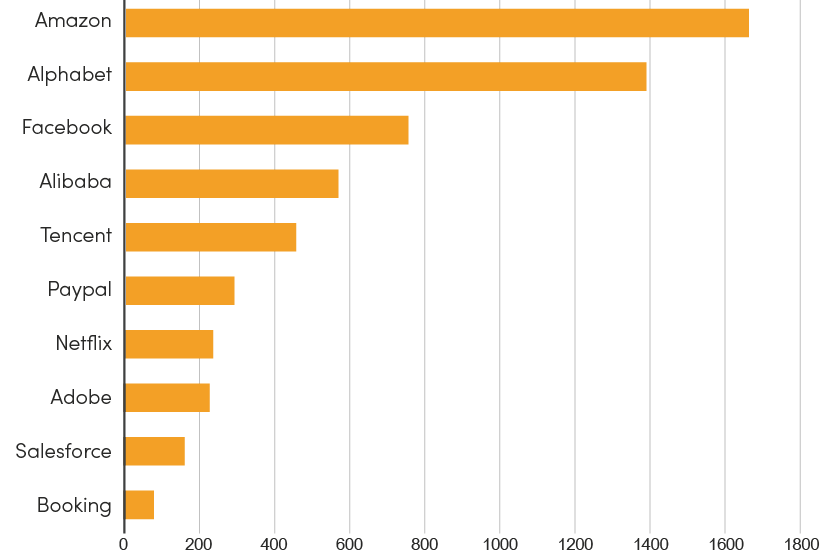 Amazon
Alphabet
Facebook
Alibaba
Tencent
Paypal
Netflix
Adobe
Salesforce
Booking
0 200 400 600 800 1000 1200 1400 1600 1800